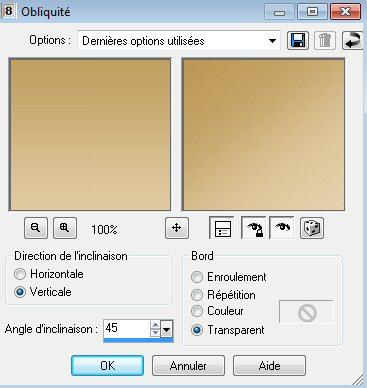 8 Obliquité
Options : Dernières options utilisées
100%
Direction de l'inclinaison
Horizontale
Verticale
Angle d'inclinaison : 45
Bord
Enroulement
Répétition
Couleur
Transparent
OK Annuler Aide